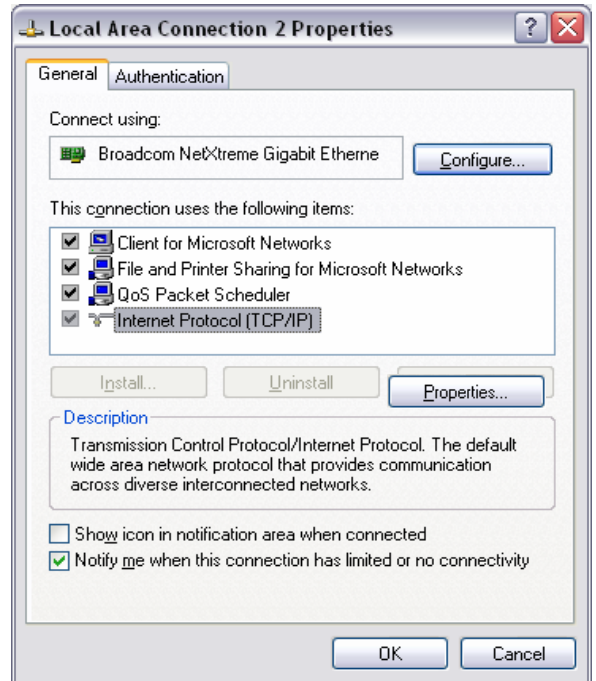 Local Area Connection 2 Properties
General Authentication
Connect using:
Broadcom NetXtreme Gigabit Etherne
Configure...
This connection uses the following items:
Client for Microsoft Networks
File and Printer Sharing for Microsoft Networks
QoS Packet Scheduler
Internet Protocol (TCP/IP)
Install... Uninstall Properties...
Description
Transmission Control Protocol/Internet Protocol. The default
wide area network protocol that provides communication
across diverse interconnected networks.
Show icon in notification area when connected
Notify me when this connection has limited or no connectivity
OK Cancel